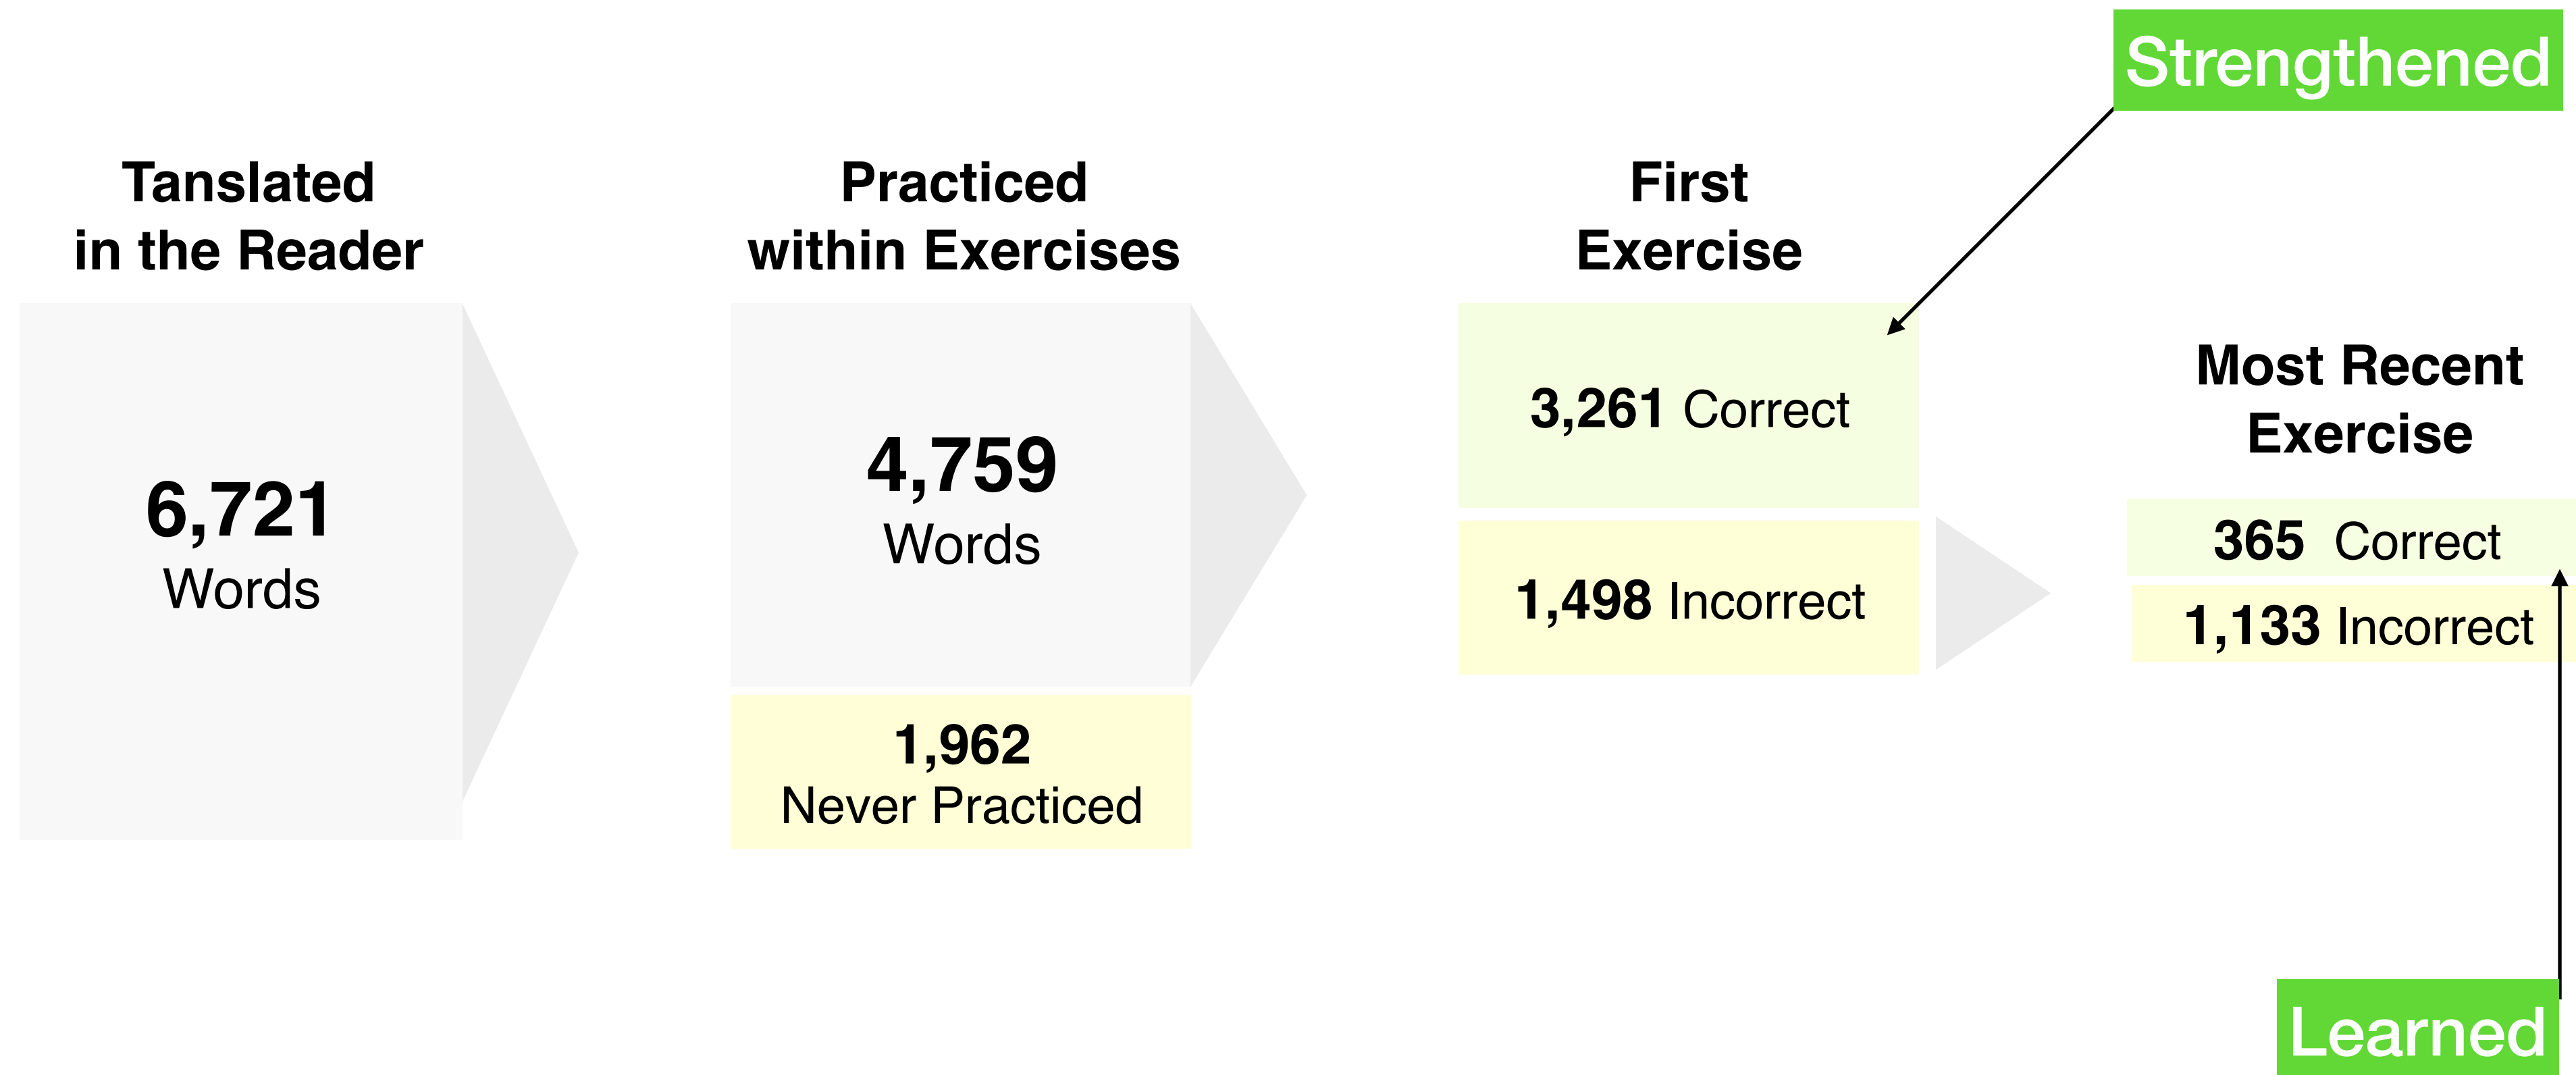 Strengthened
Tanslated
in the Reader
6,721
Words
Practiced
within Exercises
4,759
Words
1,962
Never Practiced
First
Exercise
3,261 Correct
1,498 Incorrect
Most Recent
Exercise
365 Correct
1,133 Incorrect
Learned